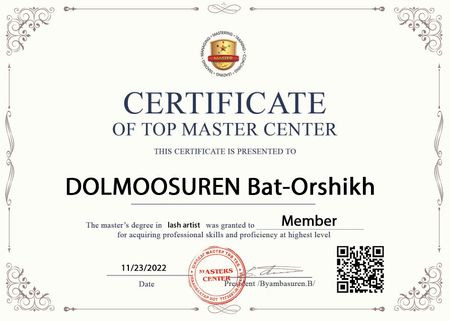 MASTER
CERTIFICATE
OF TOP MASTER CENTER
THIS CERTIFICATE IS PRESENTED TO
DOLMOOSUREN Bat-Orshikh
The master's degree in lash artist was granted to Member
for acquiring professional skills and proficiency at highest level
11/23/2022
MASTERS
CENTER
Date
President /Byambasuren.B/